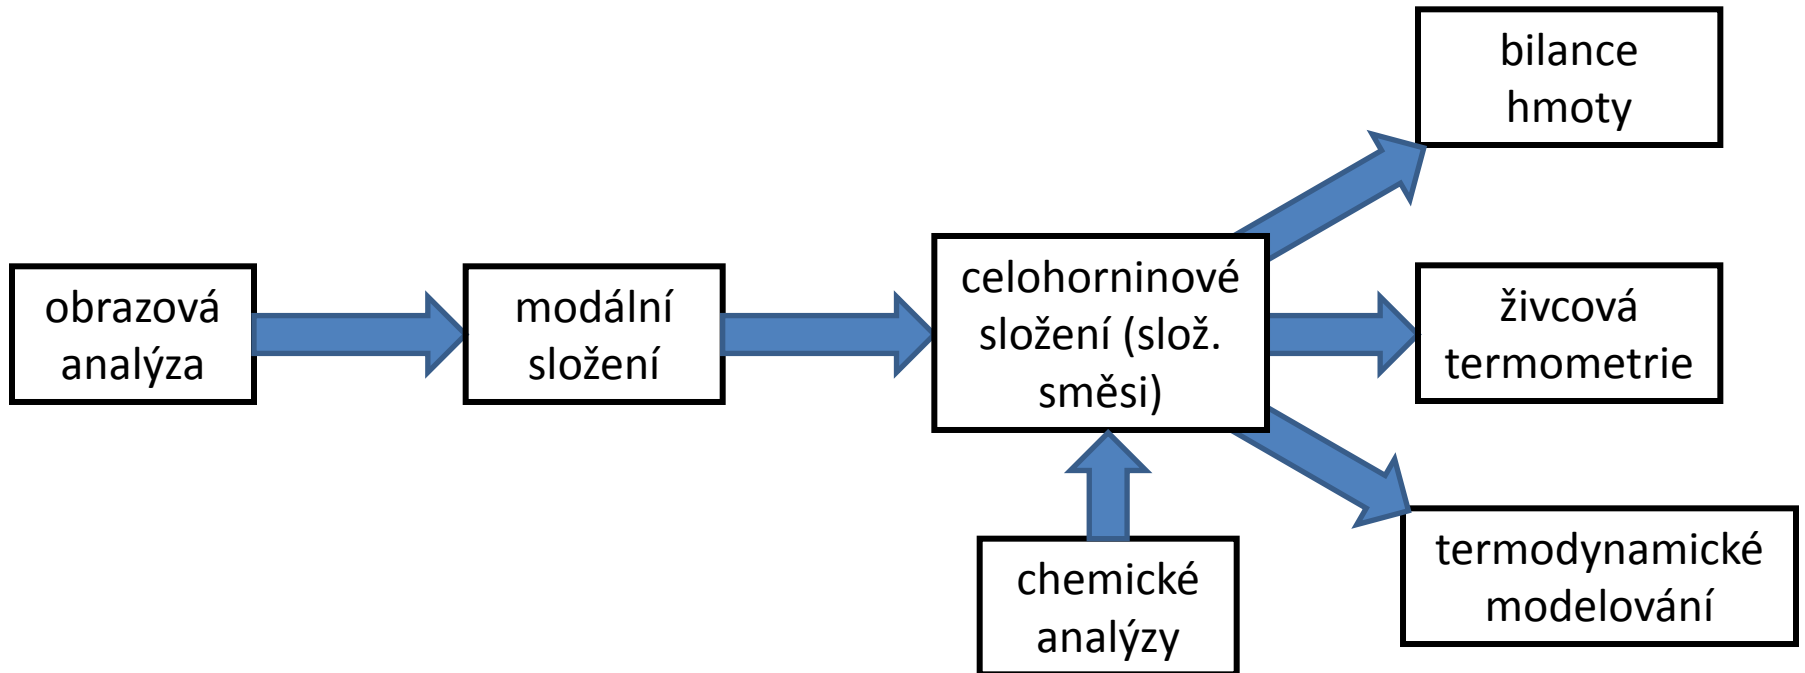 obrazová
analýza
modální
složení
celohorninové
složení (slož.
směsi)
chemické
analýzy
bilance
hmoty
živcová
termometrie
termodynamické
modelování